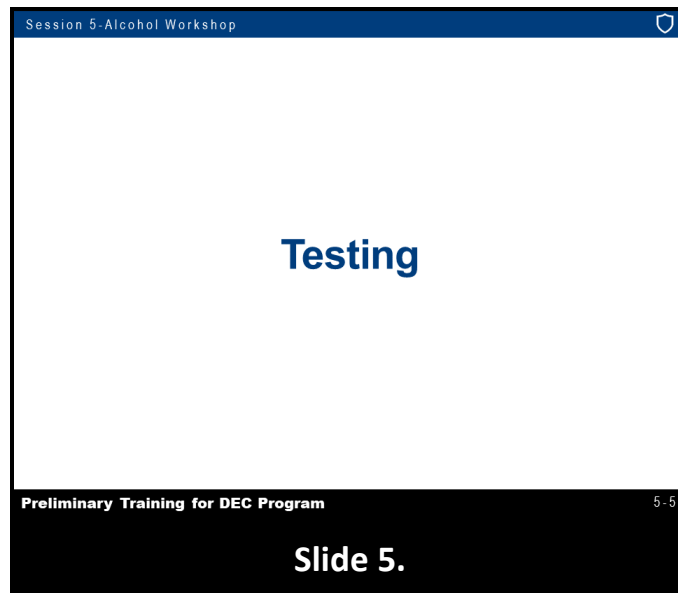 Session 5-Alcohol Workshop
Testing
Preliminary Training for DEC Program
5-5
Slide 5.